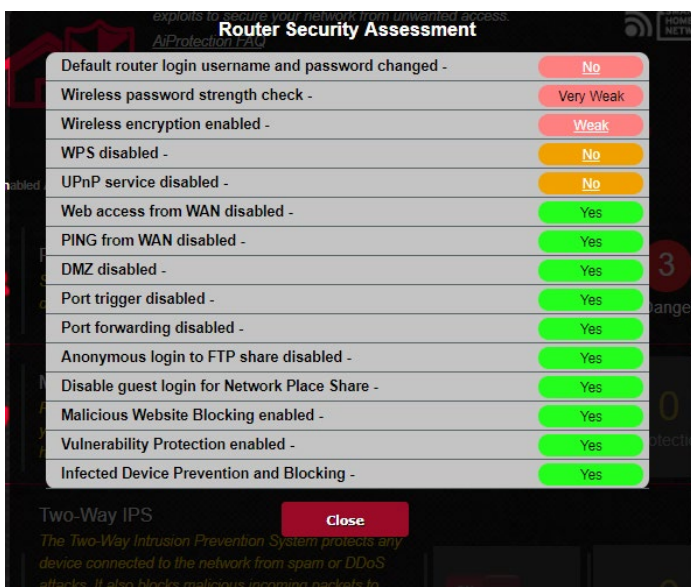 exploits to secure your network from unwanted access.
AiProtection FAQ
Router Security Assessment
Default router login username and password changed - No
Wireless password strength check - Very Weak
Wireless encryption enabled - Weak
WPS disabled - No
UPnP service disabled - No
Web access from WAN disabled - Yes
PING from WAN disabled - Yes
DMZ disabled - Yes
Port trigger disabled - Yes
Port forwarding disabled - Yes
Anonymous login to FTP share disabled - Yes
Disable guest login for Network Place Share - Yes
Malicious Website Blocking enabled - Yes
Vulnerability Protection enabled - Yes
Infected Device Prevention and Blocking - Yes
3
0
Close
Two-Way IPS
The Two-Way Intrusion Prevention System protects any
device connected to the network from spam or DDoS
attacks. It also blocks malicious incoming packets to